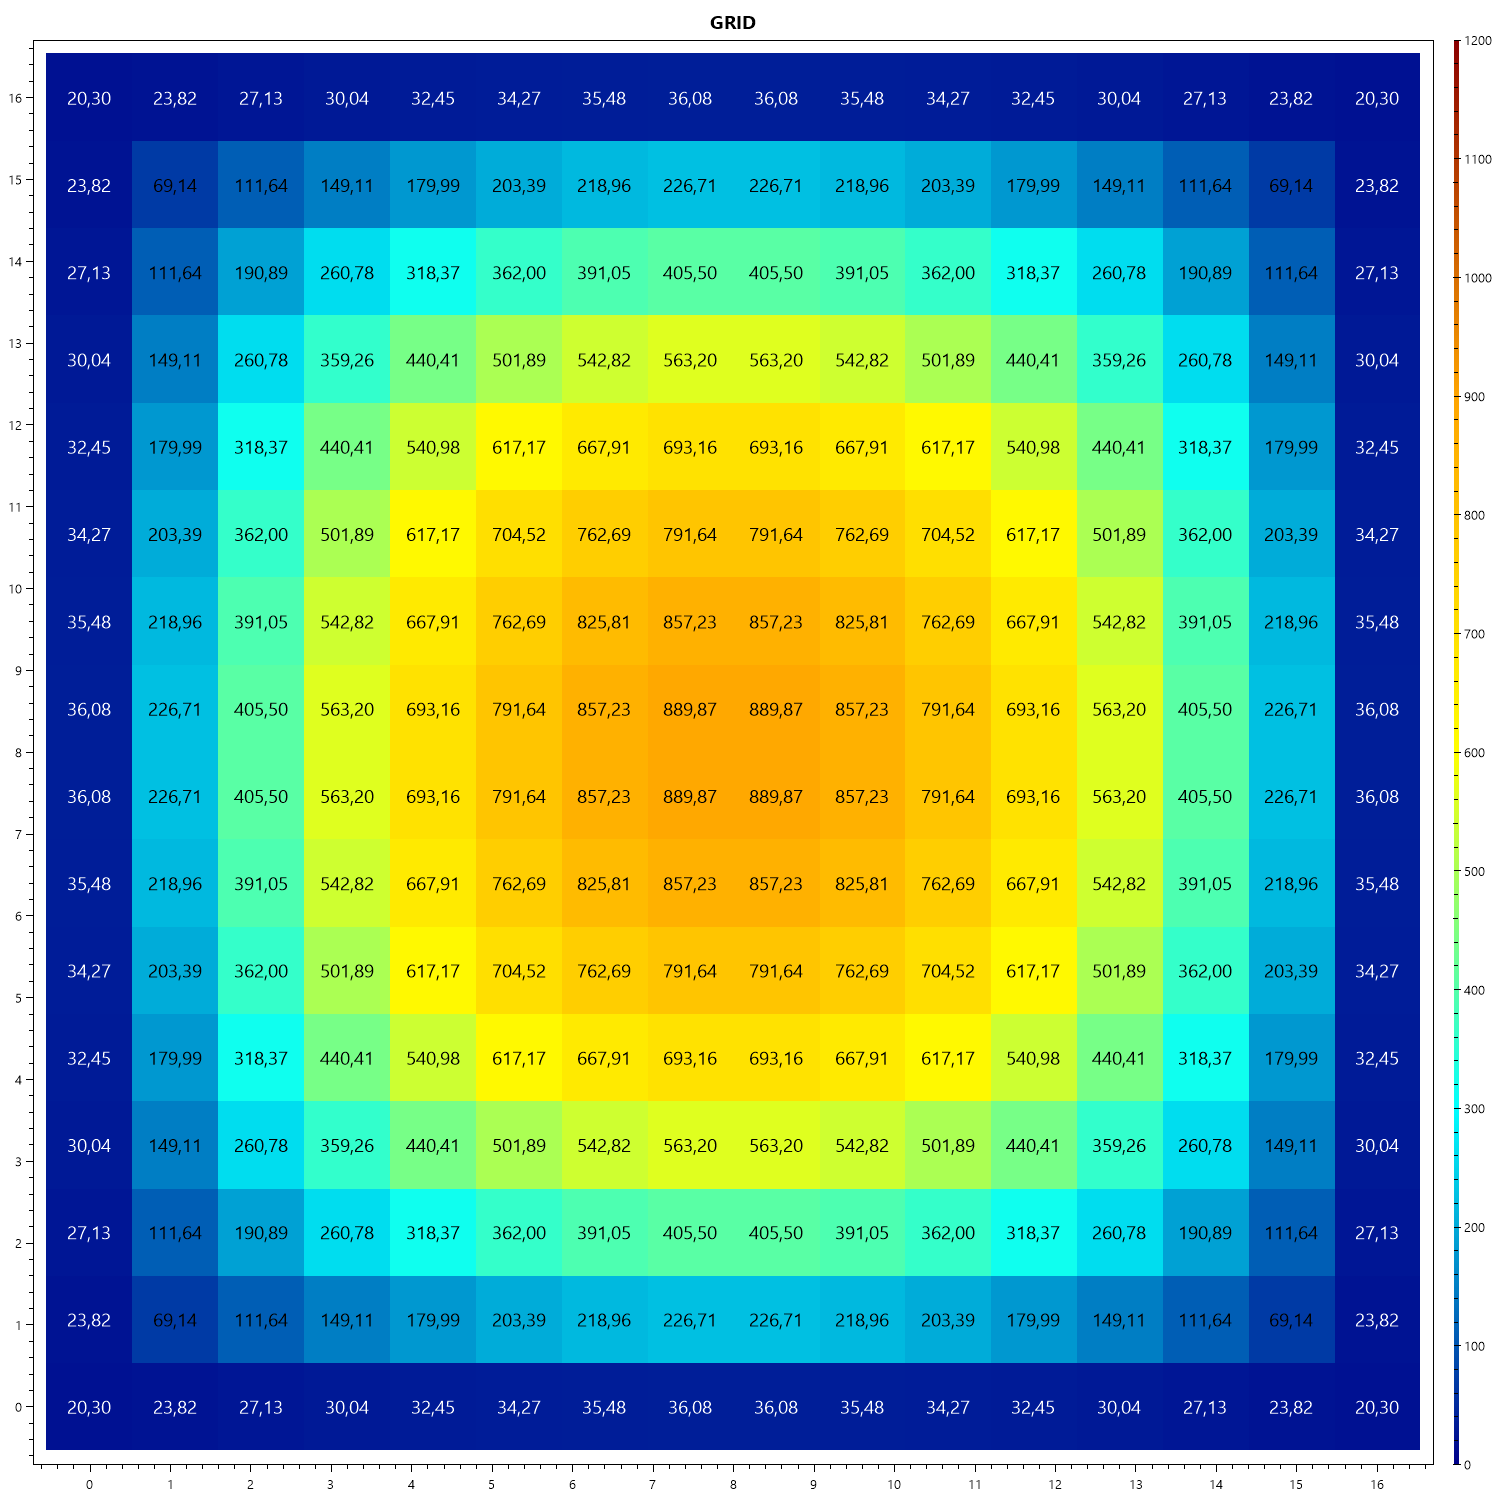 GRID
1200
16 20,30 23,82 27,13 30,04 32,45 34,27 35,48 36,08 36,08 35,48 34,27 32,45 30,04 27,13 23,82 20,30
1100
15 23,82 69,14 111,64 149,11 179,99 203,39 218,96 226,71 226,71 218,96 203,39 179,99 149,11 111,64 69,14 23,82
14 27,13 111,64 190,89 260,78 318,37 362,00 391,05 405,50 405,50 391,05 362,00 318,37 260,78 190,89 111,64 27,13
1000
13 30,04 149,11 260,78 359,26 440,41 501,89 542,82 563,20 563,20 542,82 501,89 440,41 359,26 260,78 149,11 30,04
900
12 32,45 179,99 318,37 440,41 540,98 617,17 667,91 693,16 693,16 667,91 617,17 540,98 440,41 318,37 179,99 32,45
11 800
34,27 203,39 362,00 501,89 617,17 704,52 762,69 791,64 791,64 762,69 704,52 617,17 501,89 362,00 203,39 34,27
10
35,48 218,96 391,05 542,82 667,91 762,69 825,81 857,23 857,23 825,81 762,69 667,91 542,82 391,05 218,96 35,48
700
9
36,08 226,71 405,50 563,20 693,16 791,64 857,23 889,87 889,87 857,23 791,64 693,16 563,20 405,50 226,71 36,08
8 600
36,08 226,71 405,50 563,20 693,16 791,64 857,23 889,87 889,87 857,23 791,64 693,16 563,20 405,50 226,71 36,08
7
500
35,48 218,96 391,05 542,82 667,91 762,69 825,81 857,23 857,23 825,81 762,69 667,91 542,82 391,05 218,96 35,48
6
34,27 203,39 362,00 501,89 617,17 704,52 762,69 791,64 791,64 762,69 704,52 617,17 501,89 362,00 203,39 34,27
5 400
32,45 179,99 318,37 440,41 540,98 617,17 667,91 693,16 693,16 667,91 617,17 540,98 440,41 318,37 179,99 32,45
4
300
30,04 149,11 260,78 359,26 440,41 501,89 542,82 563,20 563,20 542,82 501,89 440,41 359,26 260,78 149,11 30,04
3
200
27,13 111,64 190,89 260,78 318,37 362,00 391,05 405,50 405,50 391,05 362,00 318,37 260,78 190,89 111,64 27,13
2
1 23,82 69,14 111,64 149,11 179,99 203,39 218,96 226,71 226,71 218,96 203,39 179,99 149,11 111,64 69,14 23,82
100
0 20,30 23,82 27,13 30,04 32,45 34,27 35,48 36,08 36,08 35,48 34,27 32,45 30,04 27,13 23,82 20,30
0
0 1 2 3 4 5 6 7 8 9 10 11 12 13 14 15 16